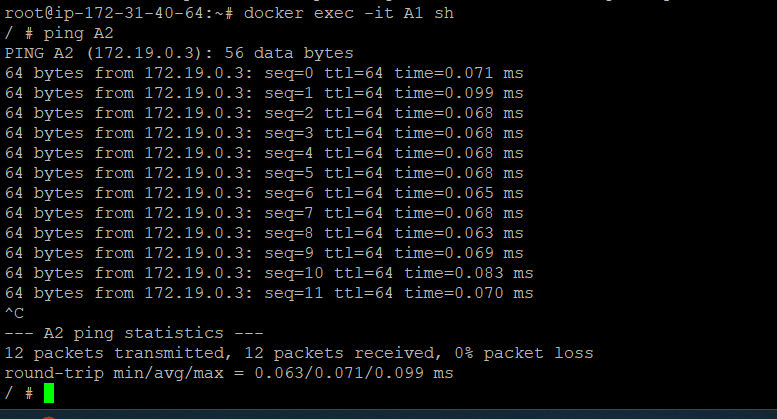 root@ip-172-31-40-64:~# docker exec -it A1 sh
/ # ping A2
PING A2 (172.19.0.3): 56 data bytes
64 bytes from 172.19.0.3: seq=0 ttl=64 time=0.071 ms
64 bytes from 172.19.0.3: seq=1 ttl=64 time=0.099 ms
64 bytes from 172.19.0.3: seq=2 ttl=64 time=0.068 ms
64 bytes from 172.19.0.3: seq=3 ttl=64 time=0.068 ms
64 bytes from 172.19.0.3: seq=4 ttl=64 time=0.068 ms
64 bytes from 172.19.0.3: seq=5 ttl=64 time=0.068 ms
64 bytes from 172.19.0.3: seq=6 ttl=64 time=0.065 ms
64 bytes from 172.19.0.3: seq=7 ttl=64 time=0.068 ms
64 bytes from 172.19.0.3: seq=8 ttl=64 time=0.063 ms
64 bytes from 172.19.0.3: seq=9 ttl=64 time=0.069 ms
64 bytes from 172.19.0.3: seq=10 ttl=64 time=0.083 ms
64 bytes from 172.19.0.3: seq=11 ttl=64 time=0.070 ms
^C
--- A2 ping statistics ---
12 packets transmitted, 12 packets received, 0% packet loss
round-trip min/avg/max = 0.063/0.071/0.099 ms
/ #